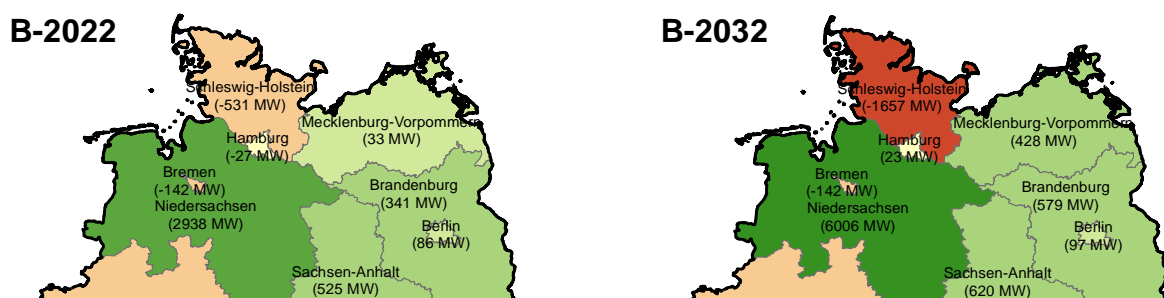 B-2022
Schleswig-Holstein
(-531 MW)
Mecklenburg-Vorpommern
(33 MW)
Hamburg
(-27 MW)
Bremen
(-142 MW)
Niedersachsen
(2938 MW)
Brandenburg
(341 MW)
Berlin
(86 MW)
Sachsen-Anhalt
(525 MW)
B-2032
Schleswig-Holstein
(-1657 MW)
Mecklenburg-Vorpommern
(428 MW)
Hamburg
(23 MW)
Bremen
(-142 MW)
Niedersachsen
(6006 MW)
Brandenburg
(579 MW)
Berlin
(97 MW)
Sachsen-Anhalt
(620 MW)